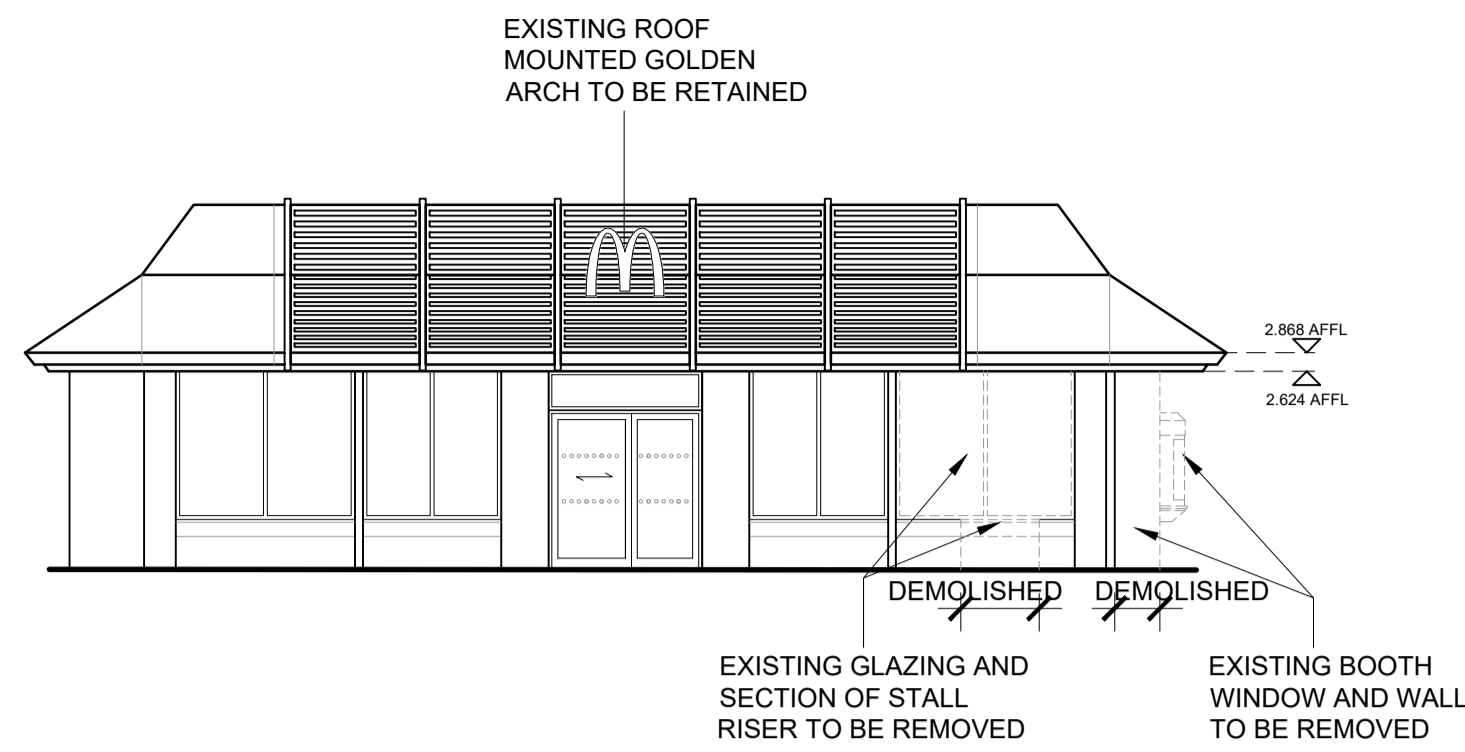 EXISTING ROOF
MOUNTED GOLDEN
ARCH TO BE RETAINED
2.868 AFFL
2.624 AFFL
DEMOLISHED
DEMOLISHED
EXISTING GLAZING AND
SECTION OF STALL
RISER TO BE REMOVED
EXISTING BOOTH
WINDOW AND WALL
TO BE REMOVED